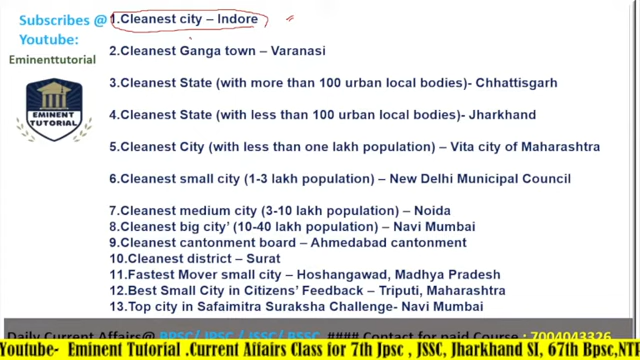 Subscribes @
Youtube:
Eminenttutorial
EMINENT
TUTORIAL
1.Cleanest city – Indore
2.Cleanest Ganga town – Varanasi
3.Cleanest State (with more than 100 urban local bodies)- Chhattisgarh
4.Cleanest State (with less than 100 urban local bodies)- Jharkhand
5.Cleanest City (with less than one lakh population) – Vita city of Maharashtra
6.Cleanest small city (1-3 lakh population) – New Delhi Municipal Council
7.Cleanest medium city (3-10 lakh population) – Noida
8.Cleanest big city’ (10-40 lakh population) – Navi Mumbai
9.Cleanest cantonment board – Ahmedabad cantonment
10.Cleanest district – Surat
11.Fastest Mover small city – Hoshangawad, Madhya Pradesh
12.Best Small City in Citizens’ Feedback – Triputi, Maharashtra
13.Top city in Safaimitra Suraksha Challenge- Navi Mumbai
Daily Current Affairs@ BPSC/ JPSC / JSSC/ BSSC #### Contact for paid Course : 7004043326
Youtube- Eminent Tutorial .Current Affairs Class for 7th Jpsc , JSSC, Jharkhand SI, 67th Bpsc,NT